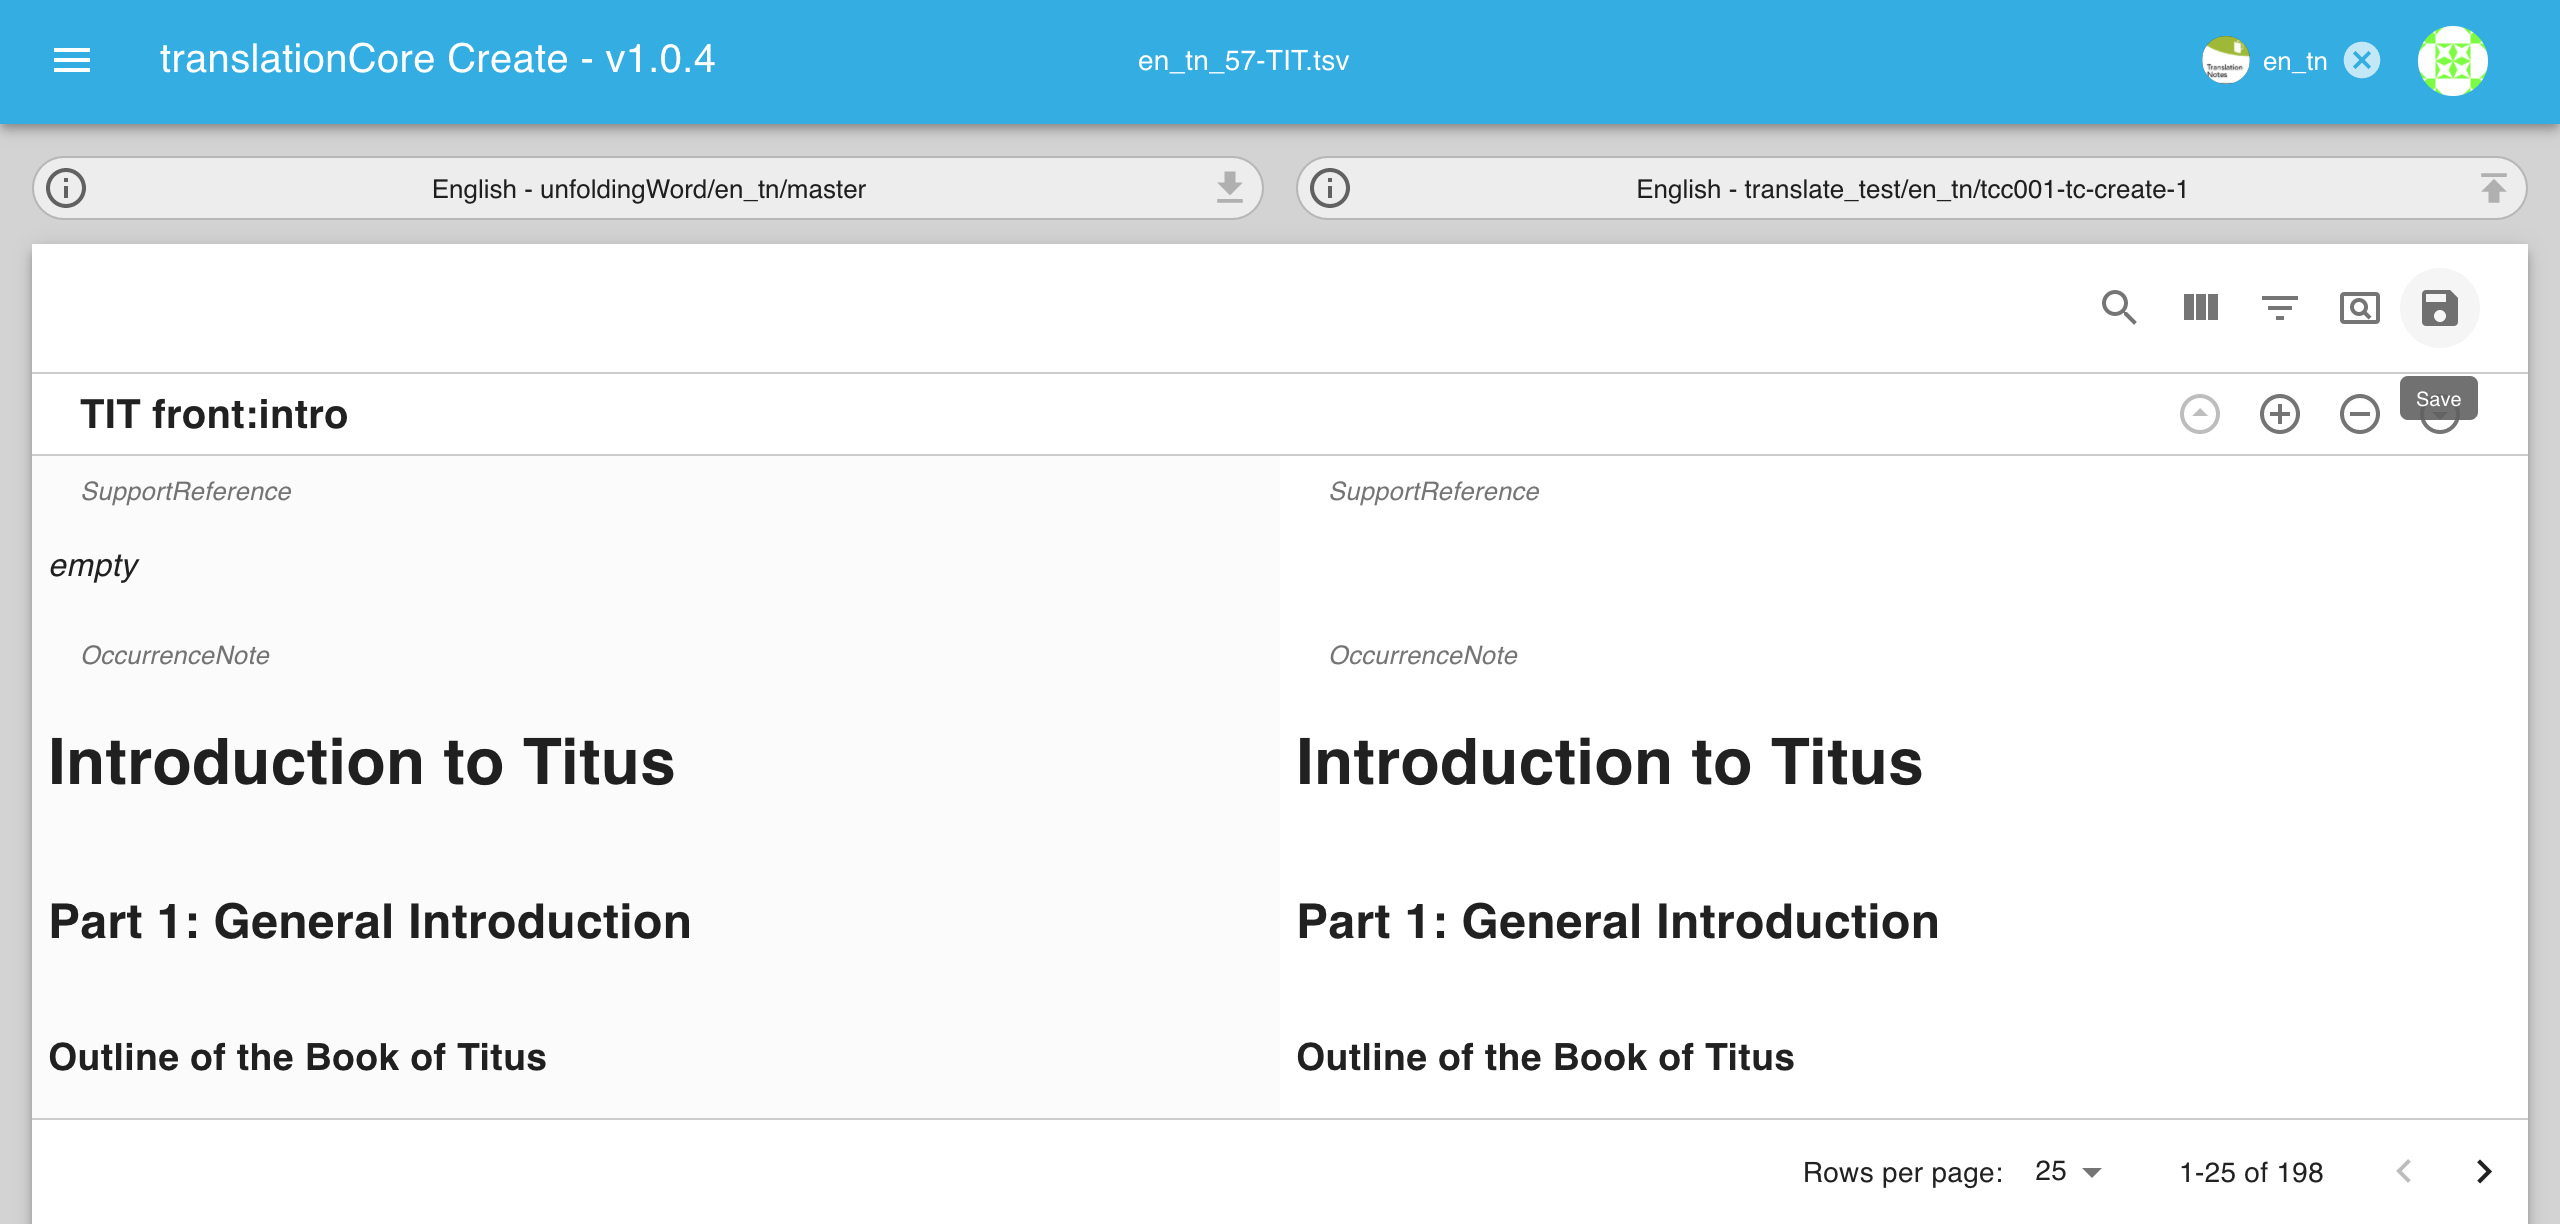 translationCore Create - v1.0.4
en_tn_57-TIT.tsv
Translation
Notes
en_tn
English - unfoldingWord/en_tn/master
English - translate_test/en_tn/tcc001-tc-create-1
TIT front:intro
Save
SupportReference
SupportReference
empty
OccurrenceNote
OccurrenceNote
Introduction to Titus
Introduction to Titus
Part 1: General Introduction
Part 1: General Introduction
Outline of the Book of Titus
Outline of the Book of Titus
Rows per page: 25 1-25 of 198